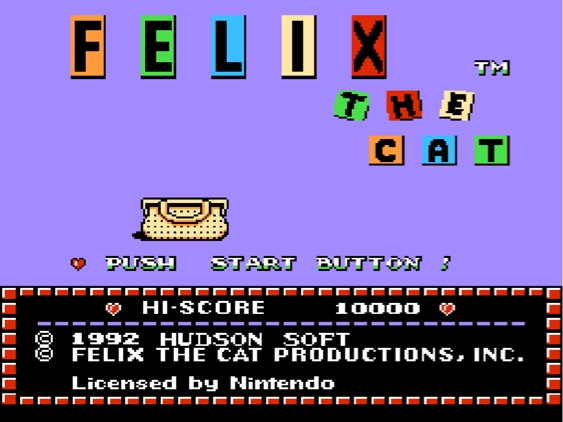 FELIX
TM
THE
CAT
PUSH START BUTTON !
HI-SCORE 10000
© 1992 HUDSON SOFT
© FELIX THE CAT PRODUCTIONS, INC.
Licensed by Nintendo